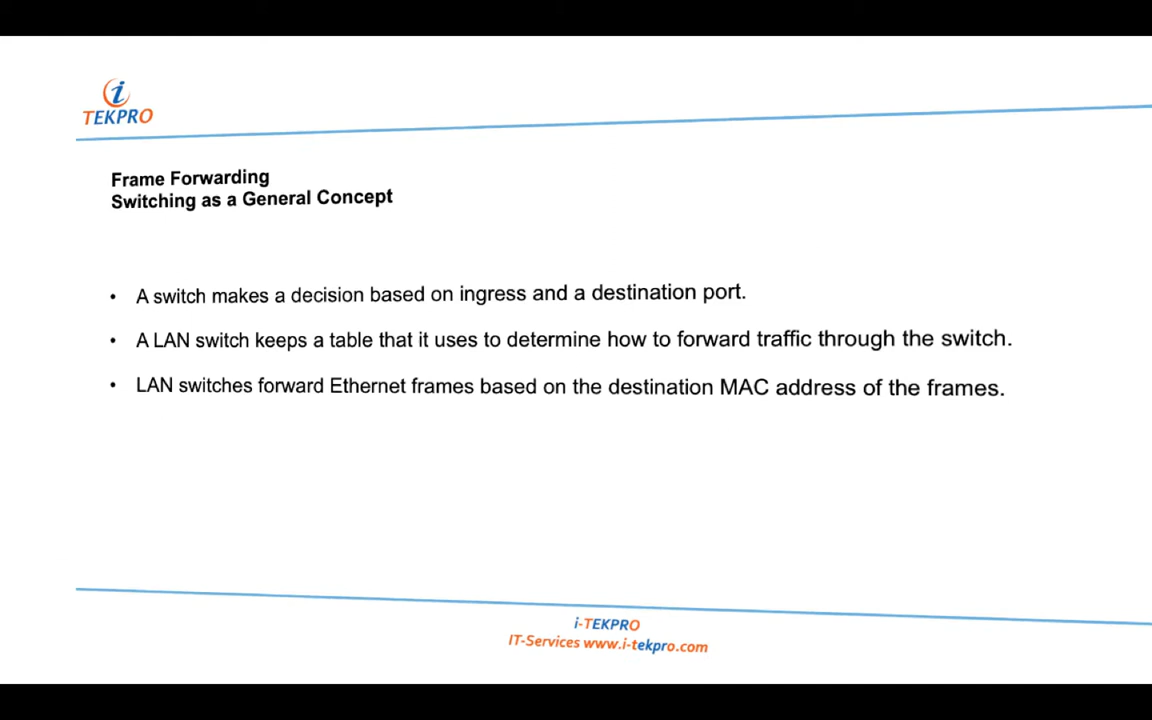 i
TEKPRO
Frame Forwarding
Switching as a General Concept
• A switch makes a decision based on ingress and a destination port.
• A LAN switch keeps a table that it uses to determine how to forward traffic through the switch.
• LAN switches forward Ethernet frames based on the destination MAC address of the frames.
i-TEKPRO
IT-Services www.i-tekpro.com